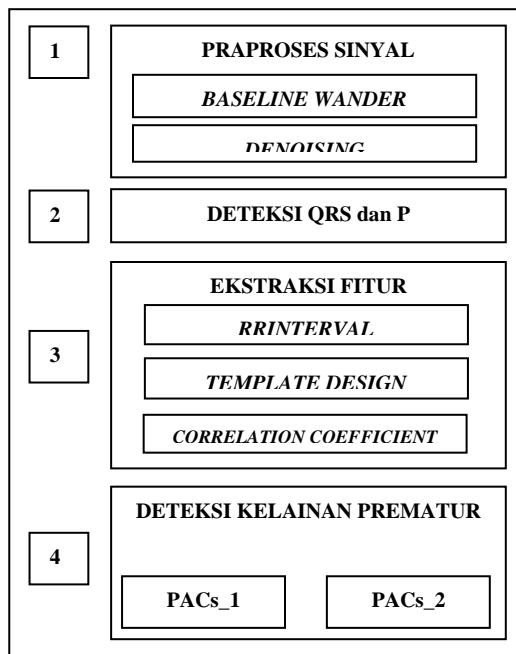 1
PRAPROSES SINYAL
BASELINE WANDER
DENOISING
2
DETEKSI QRS dan P
3
EKSTRAKSI FITUR
RRINTERVAL
TEMPLATE DESIGN
CORRELATION COEFFICIENT
4
DETEKSI KELAINAN PREMATUR
PACs_1
PACs_2